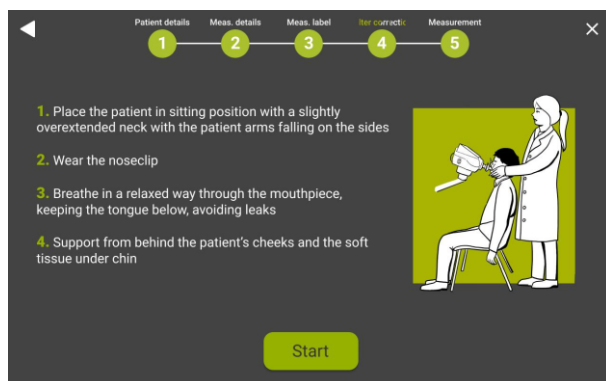 Patient details Meas. details Meas. label lter correctic Measurement
1 2 3 4 5
1. Place the patient in sitting position with a slightly
overextended neck with the patient arms falling on the sides
2. Wear the noseclip
3. Breathe in a relaxed way through the mouthpiece,
keeping the tongue below, avoiding leaks
4. Support from behind the patient's cheeks and the soft
tissue under chin
Start